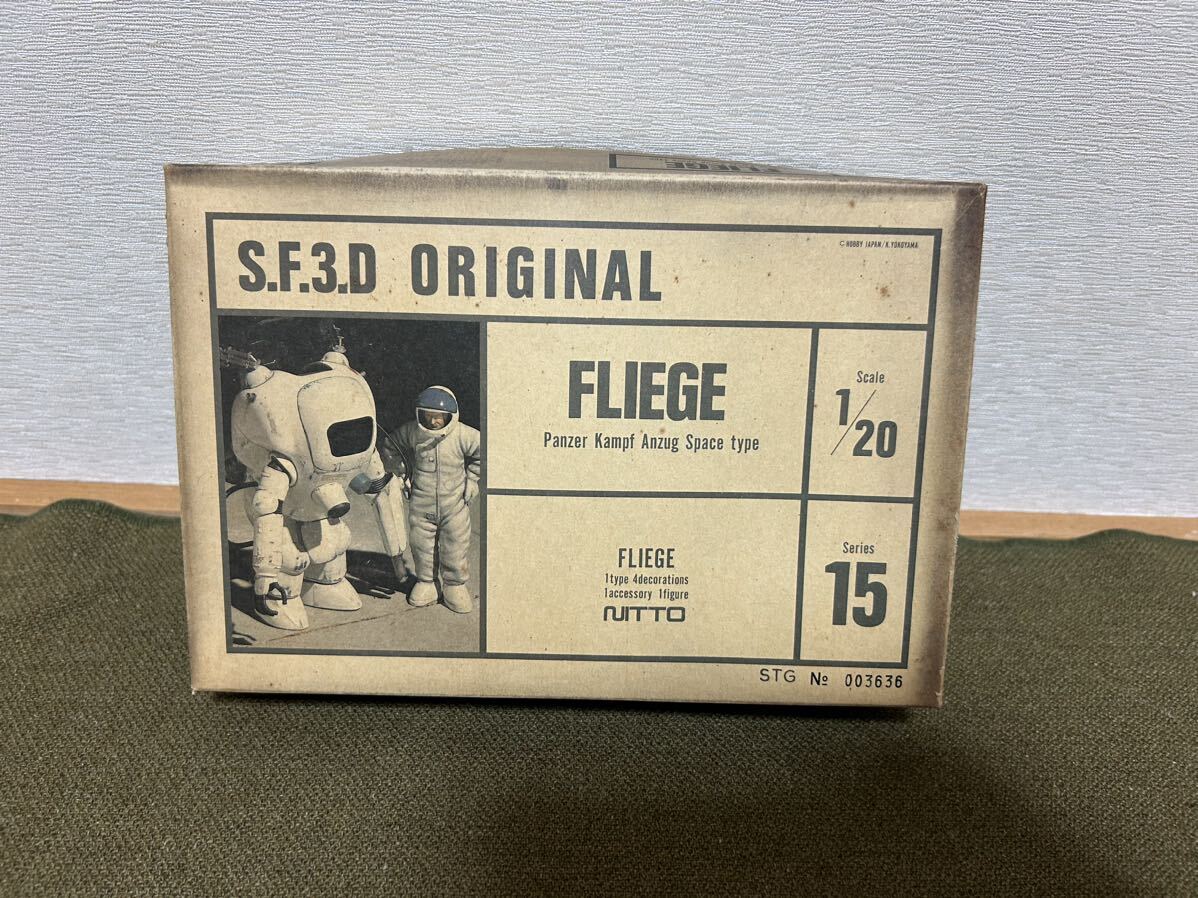 FLIEGE
© HOBBY JAPAN/K.YOKOYAMA
S.F.3.D ORIGINAL
FLIEGE
Panzer Kampf Anzug Space type
Scale
1/20
FLIEGE
1type 4decorations
1accessory 1figure
NITTO
Series
15
STG № 003636